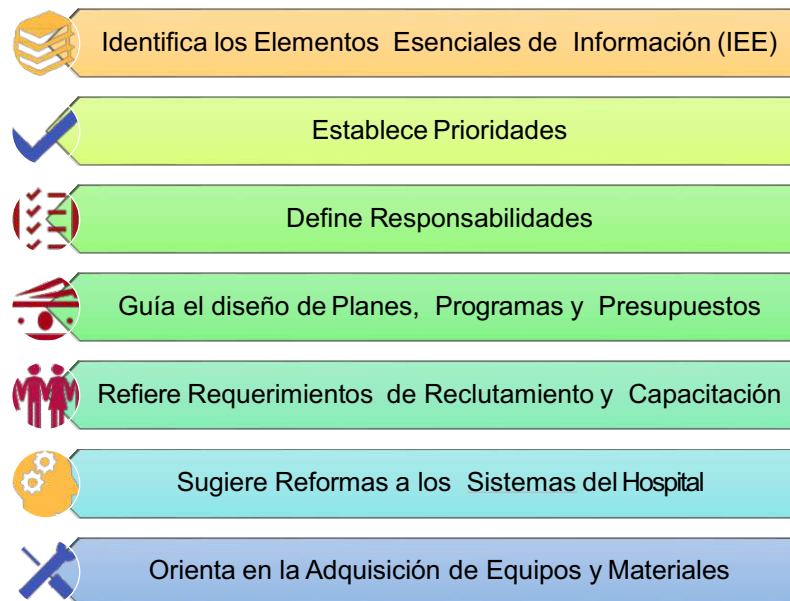 Identifica los Elementos Esenciales de Información (IEE)
Establece Prioridades
Define Responsabilidades
Guía el diseño de Planes, Programas y Presupuestos
Refiere Requerimientos de Reclutamiento y Capacitación
Sugiere Reformas a los Sistemas del Hospital
Orienta en la Adquisición de Equipos y Materiales